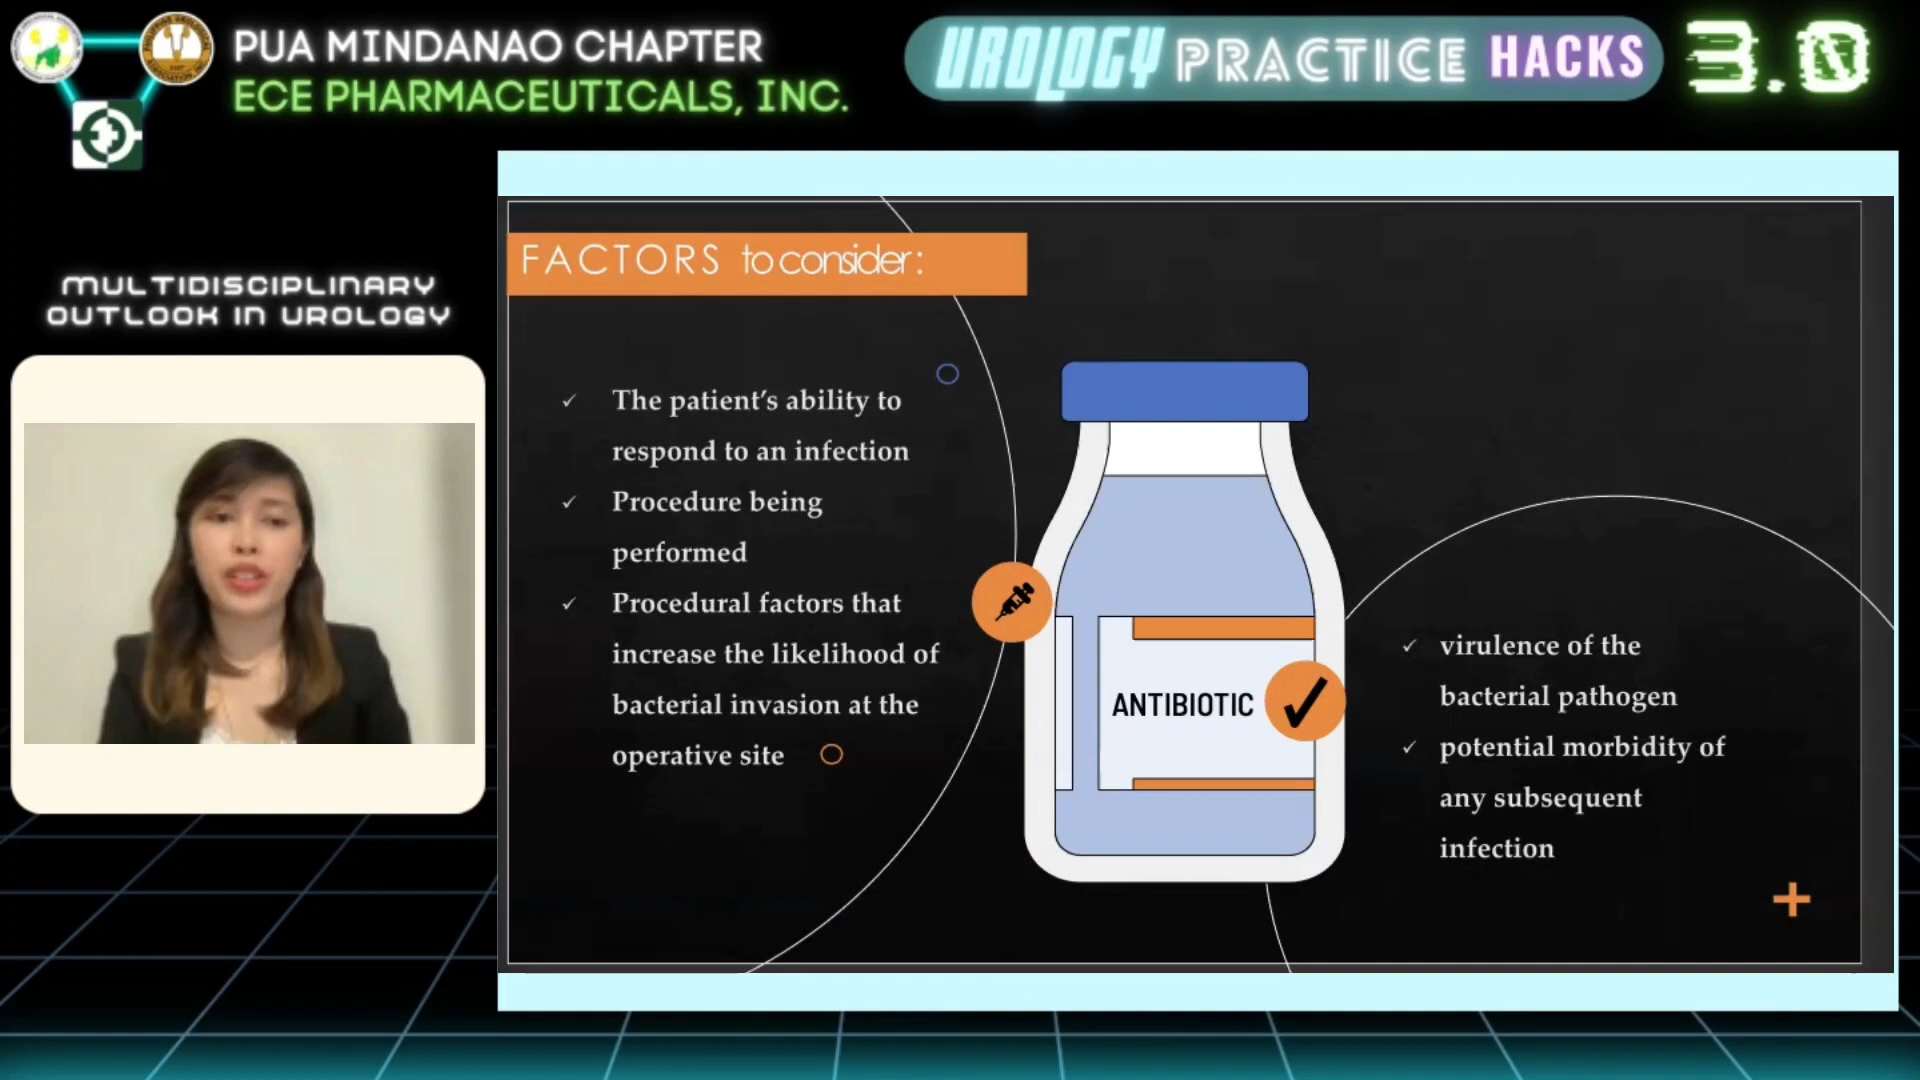 PUA MINDANAO CHAPTER
ECE PHARMACEUTICALS, INC.
UROLOGY PRACTICE HACKS 3.0
MULTIDISCIPLINARY
OUTLOOK IN UROLOGY
FACTORS to consider:
✓ The patient's ability to
respond to an infection
✓ Procedure being
performed
✓ Procedural factors that
increase the likelihood of
bacterial invasion at the
operative site
ANTIBIOTIC
✓ virulence of the
bacterial pathogen
✓ potential morbidity of
any subsequent
infection